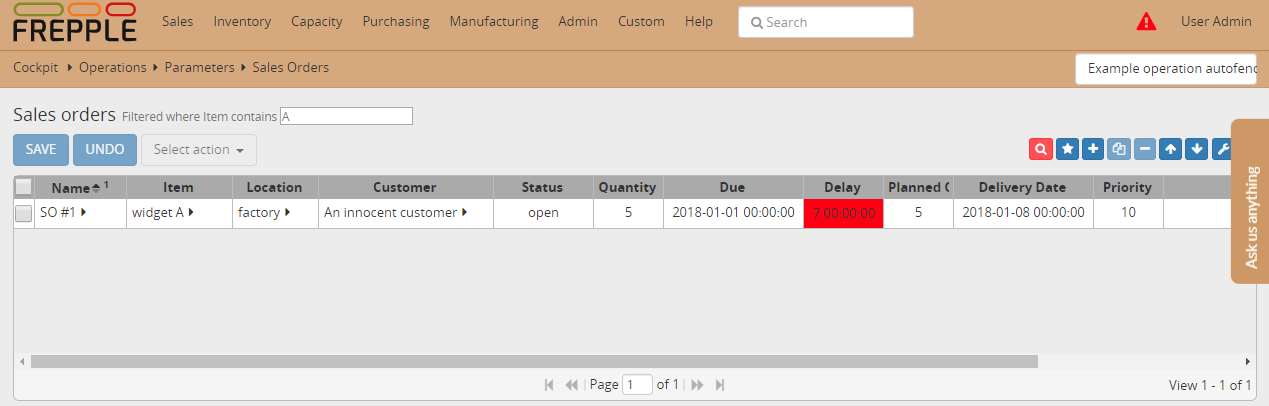 FREPPLE Sales Inventory Capacity Purchasing Manufacturing Admin Custom Help Search User Admin
Cockpit Operations Parameters Sales Orders Example operation autofenc
Sales orders Filtered where Item contains A
SAVE UNDO Select action
Name 1 Item Location Customer Status Quantity Due Delay Planned Delivery Date Priority
SO #1 widget A factory An innocent customer open 5 2018-01-01 00:00:00 7 00:00:00 5 2018-01-08 00:00:00 10
Ask us anything
Page 1 of 1 View 1 - 1 of 1